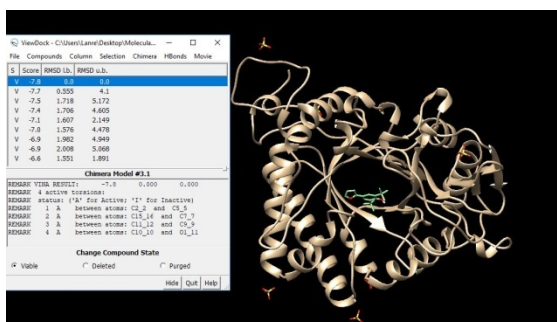 ViewDock - C:\Users\Lanre\Desktop\Molecula...
File Compounds Column Selection Chimera HBonds Movie
S Score RMSD l.b. RMSD u.b.
V -7.8 0.0 0.0
V -7.7 0.555 4.1
V -7.5 1.718 5.172
V -7.4 1.706 4.605
V -7.1 1.607 2.149
V -7.0 1.576 4.478
V -6.9 1.982 4.949
V -6.9 2.008 5.068
V -6.6 1.551 1.891
Chimera Model #3.1
REMARK VINA RESULT: -7.8 0.000 0.000
REMARK 4 active torsions:
REMARK status: ('A' for Active; 'I' for Inactive)
REMARK 1 A between atoms: C2_2 and C5_5
REMARK 2 A between atoms: C15_16 and C7_7
REMARK 3 A between atoms: C11_12 and C9_9
REMARK 4 A between atoms: C10_10 and O1_11
Change Compound State
Viable Deleted Purged
Hide Quit Help